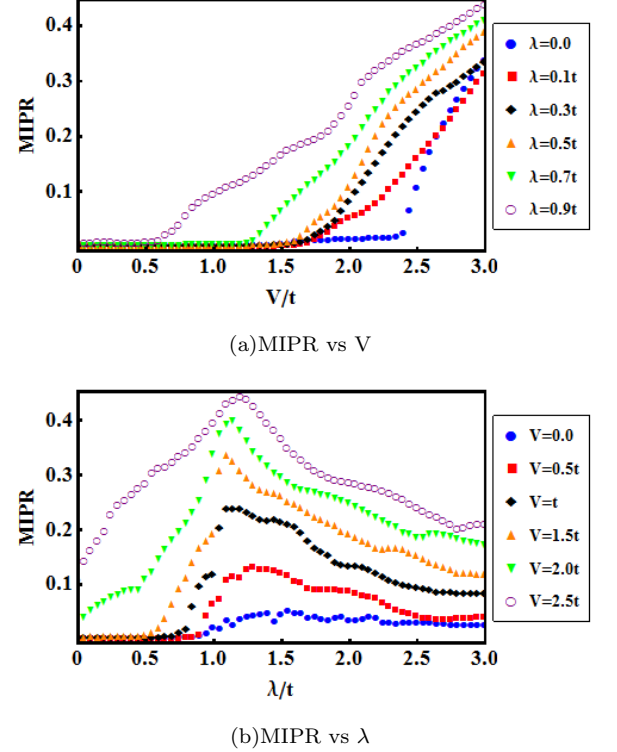 0.4
0.3
0.2
0.1
MIPR
0 0.5 1.0 1.5 2.0 2.5 3.0
V/t
λ=0.0
λ=0.1t
λ=0.3t
λ=0.5t
λ=0.7t
λ=0.9t
(a)MIPR vs V
0.4
0.3
0.2
0.1
MIPR
0 0.5 1.0 1.5 2.0 2.5 3.0
λ/t
V=0.0
V=0.5t
V=t
V=1.5t
V=2.0t
V=2.5t
(b)MIPR vs λ